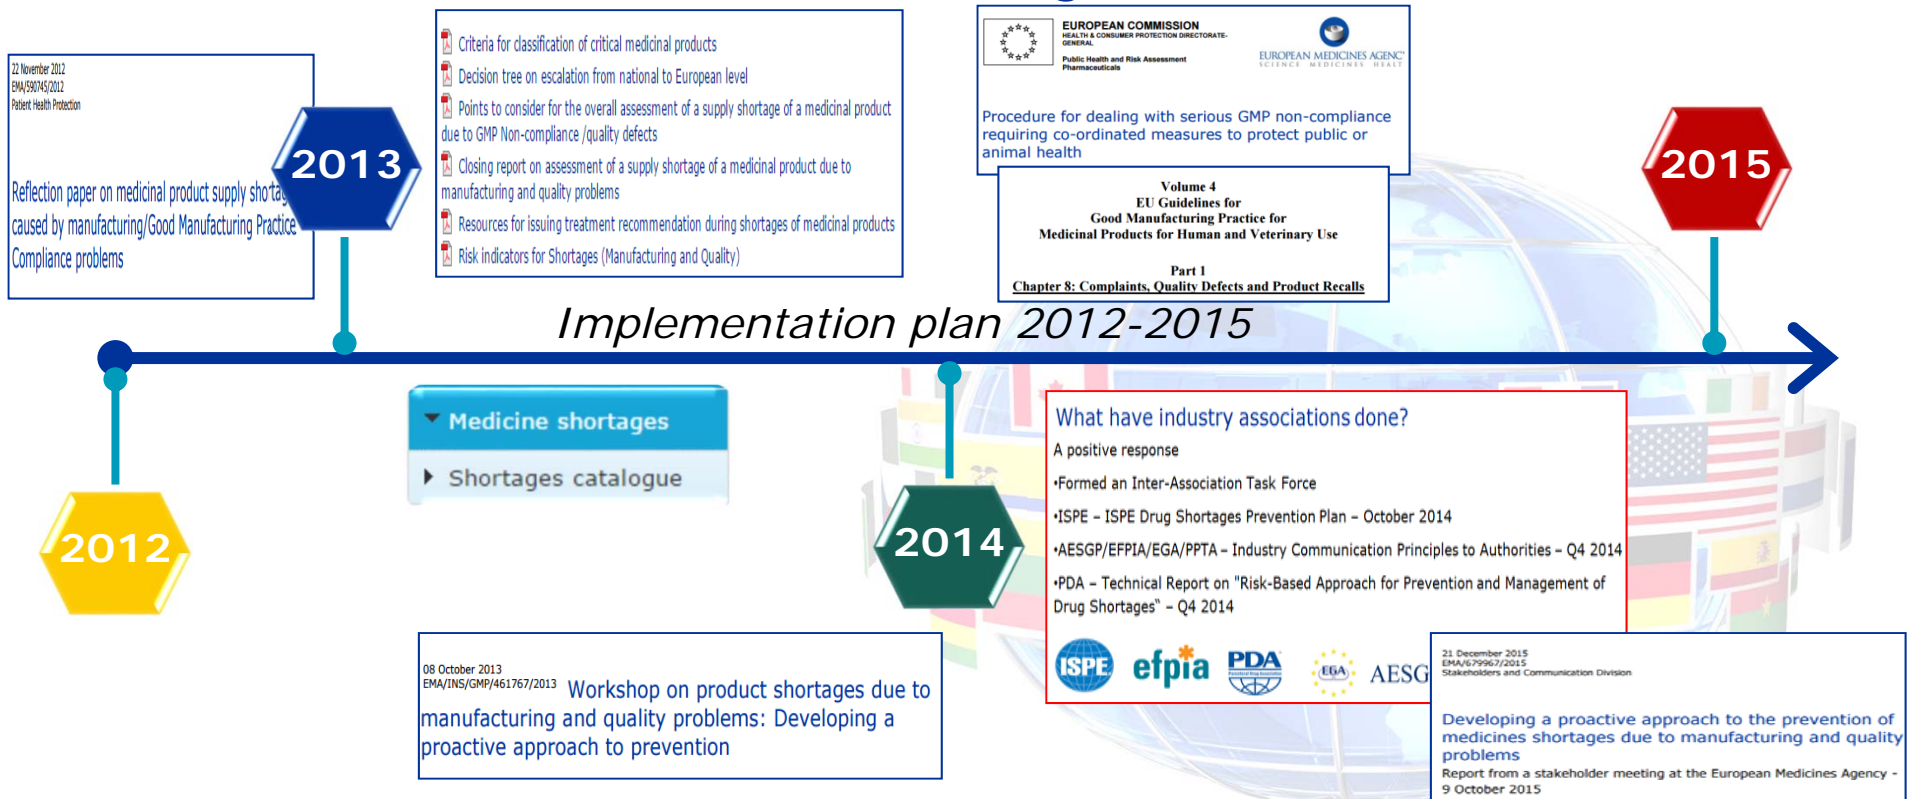 22 November 2012
EMA/590745/2012
Patient Health Protection
Reflection paper on medicinal product supply shortag
caused by manufacturing/Good Manufacturing Practice
Compliance problems
2013
Criteria for classification of critical medicinal products
Decision tree on escalation from national to European level
Points to consider for the overall assessment of a supply shortage of a medicinal product
due to GMP Non-compliance /quality defects
Closing report on assessment of a supply shortage of a medicinal product due to
manufacturing and quality problems
Resources for issuing treatment recommendation during shortages of medicinal products
Risk indicators for Shortages (Manufacturing and Quality)
EUROPEAN COMMISSION
HEALTH & CONSUMER PROTECTION DIRECTORATE-
GENERAL
Public Health and Risk Assessment
Pharmaceuticals
EUROPEAN MEDICINES AGENC
SCIENCE MEDICINES HEALT
Procedure for dealing with serious GMP non-compliance
requiring co-ordinated measures to protect public or
animal health
Volume 4
EU Guidelines for
Good Manufacturing Practice for
Medicinal Products for Human and Veterinary Use
Part 1
Chapter 8: Complaints, Quality Defects and Product Recalls
2015
Implementation plan 2012-2015
2012
Medicine shortages
Shortages catalogue
08 October 2013
EMA/INS/GMP/461767/2013 Workshop on product shortages due to
manufacturing and quality problems: Developing a
proactive approach to prevention
2014
What have industry associations done?
A positive response
•Formed an Inter-Association Task Force
•ISPE – ISPE Drug Shortages Prevention Plan – October 2014
•AESGP/EFPIA/EGA/PPTA – Industry Communication Principles to Authorities – Q4 2014
•PDA – Technical Report on "Risk-Based Approach for Prevention and Management of
Drug Shortages" – Q4 2014
ISPE
efpia
PDA
EGA
AESG
21 December 2015
EMA/679967/2015
Stakeholders and Communication Division
Developing a proactive approach to the prevention of
medicines shortages due to manufacturing and quality
problems
Report from a stakeholder meeting at the European Medicines Agency -
9 October 2015